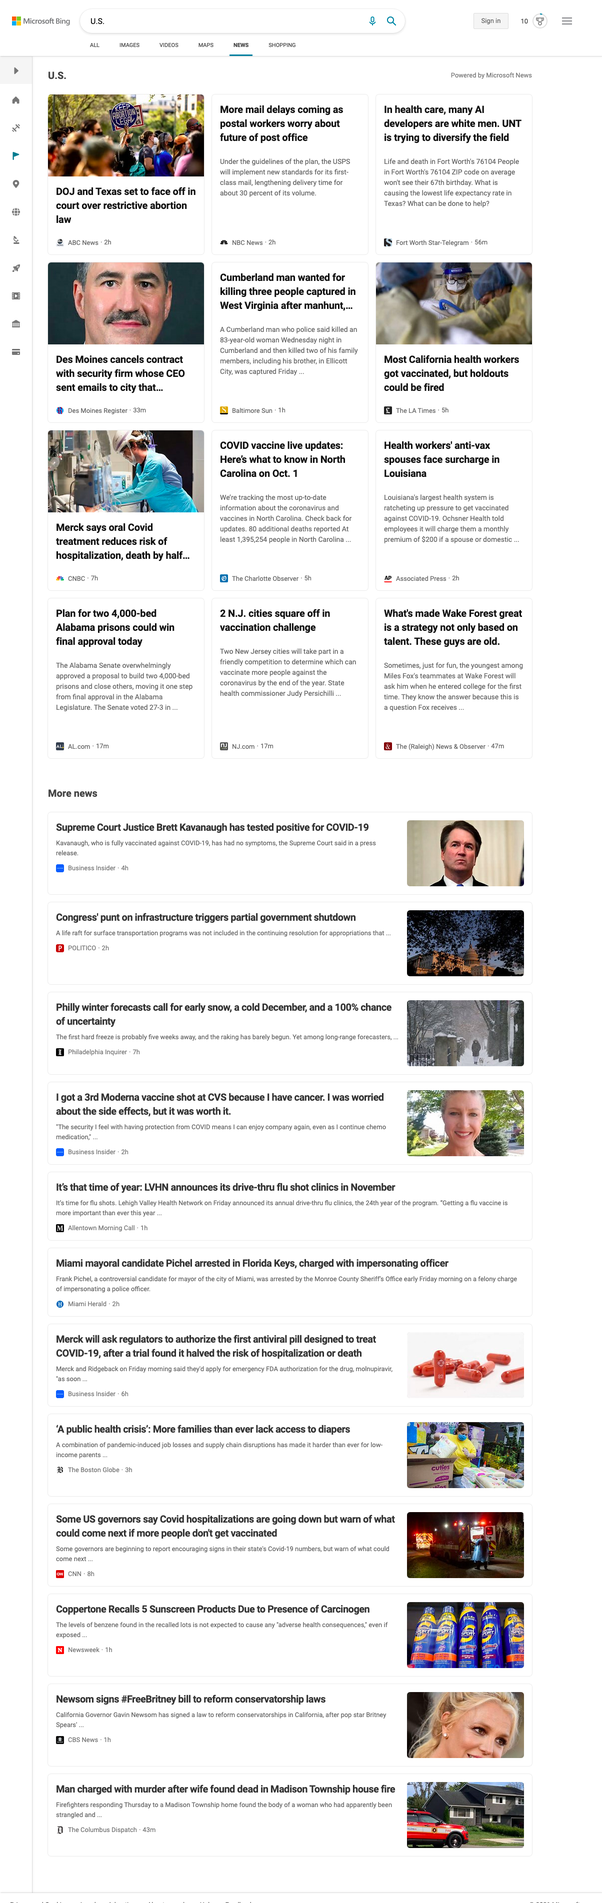 Microsoft Bing
U.S.
Sign in
10
ALL IMAGES VIDEOS MAPS NEWS SHOPPING
U.S.
Powered by Microsoft News
DOJ and Texas set to face off in
court over restrictive abortion
law
ABC News · 2h
More mail delays coming as
postal workers worry about
future of post office
Under the guidelines of the plan, the USPS
will implement new standards for its first-
class mail, lengthening delivery time for
about 30 percent of its volume.
NBC News · 2h
In health care, many AI
developers are white men. UNT
is trying to diversify the field
Life and death in Fort Worth's 76104 People
in Fort Worth's 76104 ZIP code on average
won't see their 67th birthday. What is
causing the lowest life expectancy rate in
Texas? What can be done to help?
Fort Worth Star-Telegram · 56m
Des Moines cancels contract
with security firm whose CEO
sent emails to city that...
Des Moines Register · 33m
Cumberland man wanted for
killing three people captured in
West Virginia after manhunt,...
A Cumberland man who police said killed an
83-year-old woman Wednesday night in
Cumberland and then killed two of his family
members, including his brother, in Ellicott
City, was captured Friday ...
Baltimore Sun · 1h
Most California health workers
got vaccinated, but holdouts
could be fired
The LA Times · 5h
Merck says oral Covid
treatment reduces risk of
hospitalization, death by half...
CNBC · 7h
COVID vaccine live updates:
Here's what to know in North
Carolina on Oct. 1
We're tracking the most up-to-date
information about the coronavirus and
vaccines in North Carolina. Check back for
updates. 80 additional deaths reported At
least 1,395,254 people in North Carolina ...
The Charlotte Observer · 5h
Health workers' anti-vax
spouses face surcharge in
Louisiana
Louisiana's largest health system is
ratcheting up pressure to get vaccinated
against COVID-19. Ochsner Health told
employees it will charge them a monthly
premium of $200 if a spouse or domestic ...
AP
Associated Press · 2h
Plan for two 4,000-bed
Alabama prisons could win
final approval today
The Alabama Senate overwhelmingly
approved a proposal to build two 4,000-bed
prisons and close others, moving it one step
from final approval in the Alabama
Legislature. The Senate voted 27-3 in ...
AL.com · 17m
2 N.J. cities square off in
vaccination challenge
Two New Jersey cities will take part in a
friendly competition to determine which can
vaccinate more people against the
coronavirus by the end of the year. State
health commissioner Judy Persichilli ...
NJ.com · 17m
What's made Wake Forest great
is a strategy not only based on
talent. These guys are old.
Sometimes, just for fun, the youngest among
Miles Fox's teammates at Wake Forest will
ask him when he entered college for the first
time. They know the answer because this is
a question Fox receives ...
The (Raleigh) News & Observer · 47m
More news
Supreme Court Justice Brett Kavanaugh has tested positive for COVID-19
Kavanaugh, who is fully vaccinated against COVID-19, has had no symptoms, the Supreme Court said in a press
release.
Business Insider · 4h
Congress' punt on infrastructure triggers partial government shutdown
A life raft for surface transportation programs was not included in the continuing resolution for appropriations that ...
POLITICO · 2h
Philly winter forecasts call for early snow, a cold December, and a 100% chance
of uncertainty
The first hard freeze is probably five weeks away, and the raking has barely begun. Yet among long-range forecasters, ...
Philadelphia Inquirer · 7h
I got a 3rd Moderna vaccine shot at CVS because I have cancer. I was worried
about the side effects, but it was worth it.
"The security I feel with having protection from COVID means I can enjoy company again, even as I continue chemo
medication," ...
Business Insider · 2h
It's that time of year: LVHN announces its drive-thru flu shot clinics in November
It's time for flu shots. Lehigh Valley Health Network on Friday announced its annual drive-thru flu clinics, the 24th year of the program. "Getting a flu vaccine is
more important than ever this year ...
Allentown Morning Call · 1h
Miami mayoral candidate Pichel arrested in Florida Keys, charged with impersonating officer
Frank Pichel, a controversial candidate for mayor of the city of Miami, was arrested by the Monroe County Sheriff's Office early Friday morning on a felony charge
of impersonating a police officer.
Miami Herald · 2h
Merck will ask regulators to authorize the first antiviral pill designed to treat
COVID-19, after a trial found it halved the risk of hospitalization or death
Merck and Ridgeback on Friday morning said they'd apply for emergency FDA authorization for the drug, molnupiravir,
"as soon ...
Business Insider · 6h
'A public health crisis': More families than ever lack access to diapers
A combination of pandemic-induced job losses and supply chain disruptions has made it harder than ever for low-
income parents ...
The Boston Globe · 3h
Some US governors say Covid hospitalizations are going down but warn of what
could come next if more people don't get vaccinated
Some governors are beginning to report encouraging signs in their state's Covid-19 numbers, but warn of what could
come next ...
CNN · 8h
Coppertone Recalls 5 Sunscreen Products Due to Presence of Carcinogen
The levels of benzene found in the recalled lots is not expected to cause any "adverse health consequences," even if
exposed ...
Newsweek · 1h
Newsom signs #FreeBritney bill to reform conservatorship laws
California Governor Gavin Newsom has signed a law to reform conservatorships in California, after pop star Britney
Spears' ...
CBS News · 1h
Man charged with murder after wife found dead in Madison Township house fire
Firefighters responding Thursday to a Madison Township home found the body of a woman who had apparently been
strangled and ...
The Columbus Dispatch · 43m